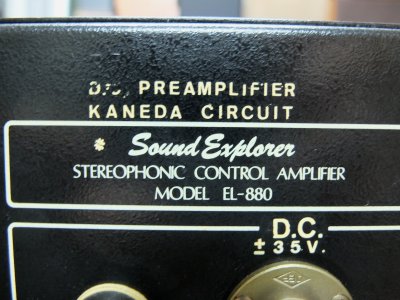 D.C. PREAMPLIFIER
KANEDA CIRCUIT
* Sound Explorer
STEREOPHONIC CONTROL AMPLIFIER
MODEL EL-880
D.C.
±35V.